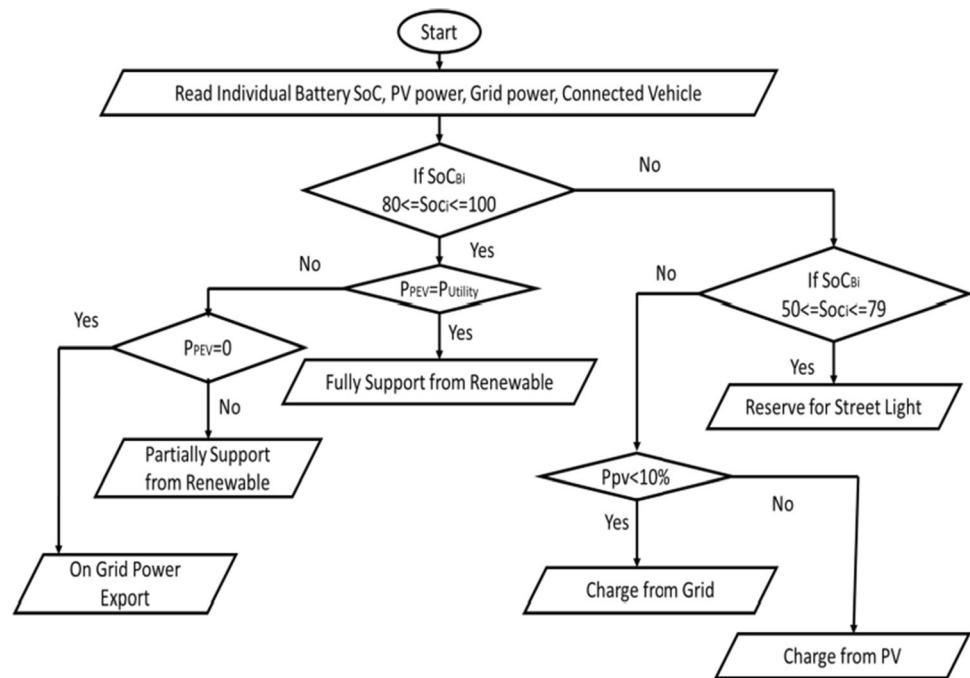 Start
Read Individual Battery SoC, PV power, Grid power, Connected Vehicle
If SoCBi
80<=Soci<=100
No
Yes
No
PPEV=PUtility
No
If SoCBi
50<=Soci<=79
Yes
PPEV=0
Yes
Yes
Fully Support from Renewable
Reserve for Street Light
No
Partially Support
from Renewable
Ppv<10%
No
Yes
On Grid Power
Export
Charge from Grid
Charge from PV